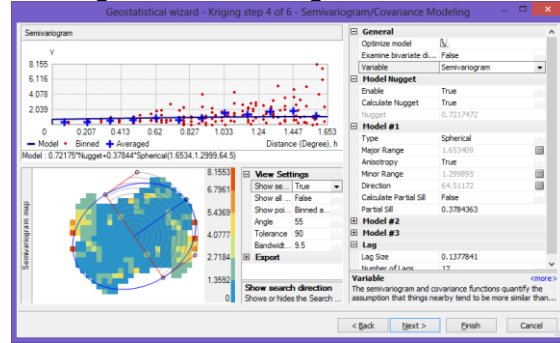 Geostatistical wizard - Kriging step 4 of 6 - Semivariogram/Covariance Modeling
Semivariogram
γ
8.155
6.116
4.078
2.039
0 0.207 0.413 0.62 0.827 1.033 1.24 1.447 1.653
Model Binned Averaged Distance (Degree), h
Model : 0.72175*Nugget+0.37844*Spherical(1.6534,1.2999,64.5)
Semivariogram map
8.1553
6.7961
5.4369
4.0777
2.7184
1.3592
0
View Settings
Show se... True
Show all ... False
Show poi... Binned a...
Angle 55
Tolerance 90
Bandwidt... 9.5
Export
Show search direction
Shows or hides the Search ...
General
Optimize model
Examine bivariate di... False
Variable Semivariogram
Model Nugget
Enable True
Calculate Nugget True
Nugget 0.7217472
Model #1
Type Spherical
Major Range 1.653409
Anisotropy True
Minor Range 1.299895
Direction 64.51172
Calculate Partial Sill False
Partial Sill 0.3784363
Model #2
Model #3
Lag
Lag Size 0.1377841
Number of Lags 12
Variable <more>
The semivariogram and covariance functions quantify the
assumption that things nearby tend to be more similar than...
< Back Next > Finish Cancel